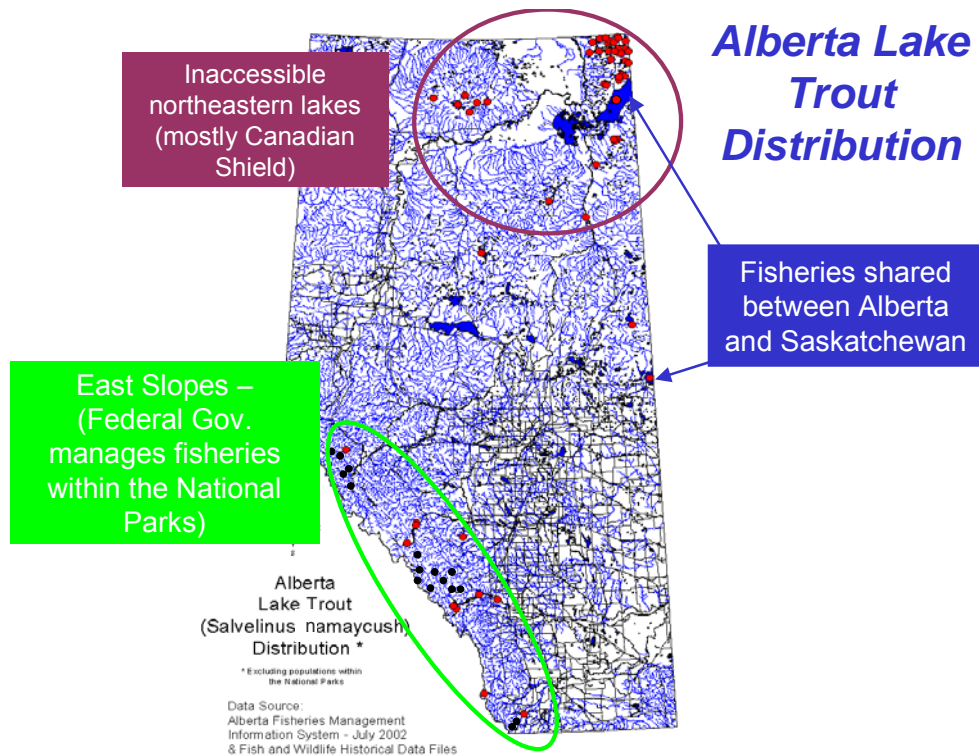 Alberta Lake
Trout
Distribution
Inaccessible
northeastern lakes
(mostly Canadian
Shield)
Fisheries shared
between Alberta
and Saskatchewan
East Slopes –
(Federal Gov.
manages fisheries
within the National
Parks)
Alberta
Lake Trout
(Salvelinus namaycush)
Distribution *
* Excluding populations within
the National Parks
Data Source:
Alberta Fisheries Management
Information System - July 2002
& Fish and Wildlife Historical Data Files